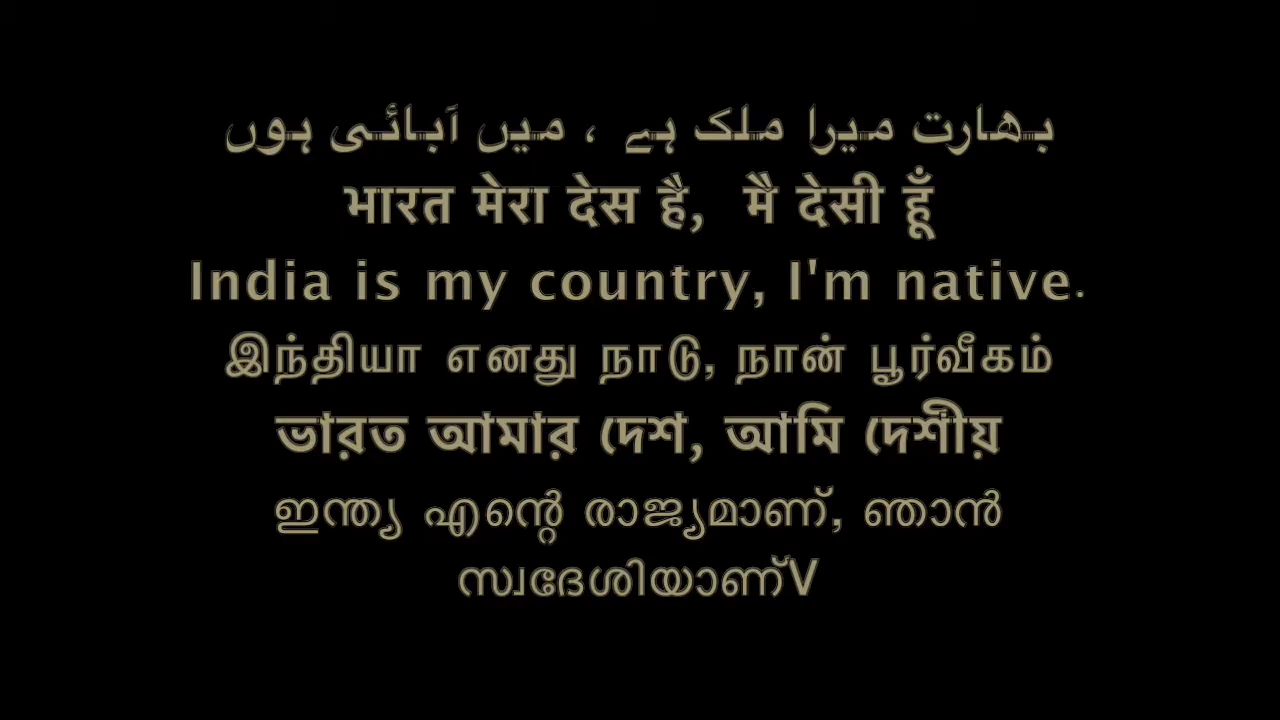 بھارت میرا ملک ہے ، میں آبائی ہوں
भारत मेरा देस है, मै देसी हूँ
India is my country, I'm native.
இந்தியா எனது நாடு, நான் பூர்வீகம்
ভারত আমার দেশ, আমি দেশীয়
ഇന്ത്യ എന്റെ രാജ്യമാണ്, ഞാൻ
സ്വദേശിയാണ്V